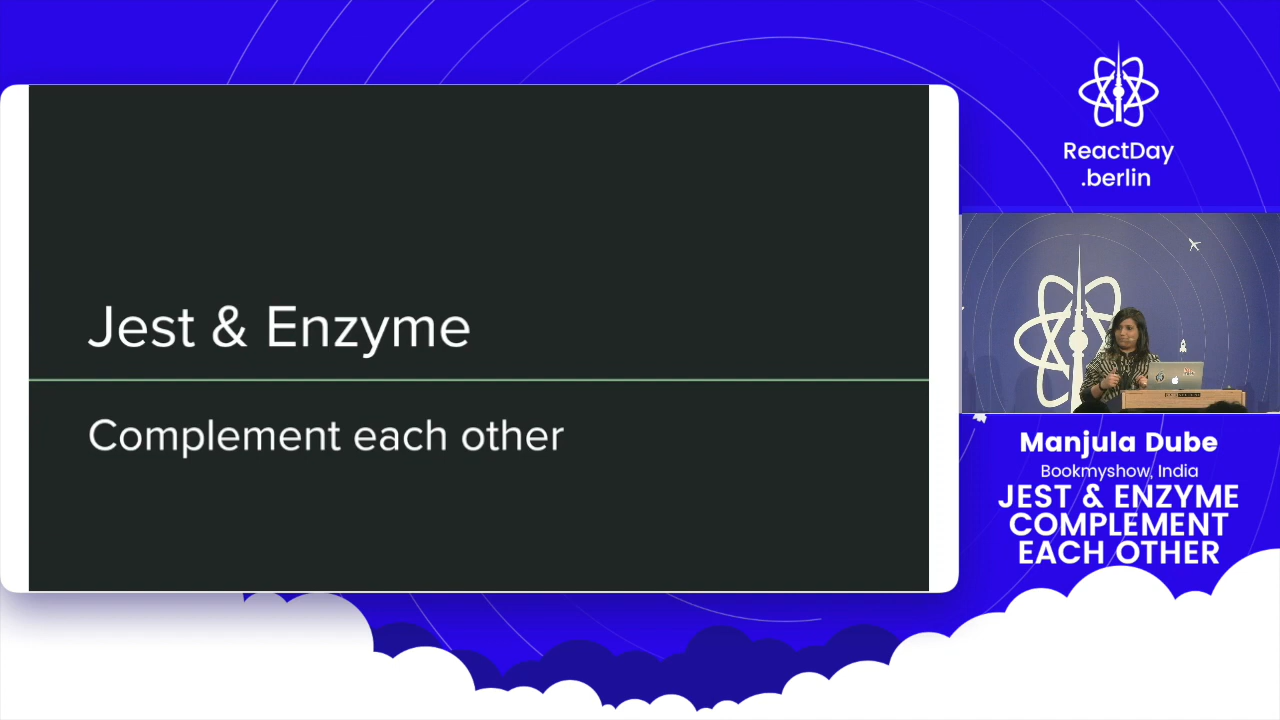 Jest & Enzyme
Complement each other
ReactDay
.berlin
Manjula Dube
Bookmyshow, India
JEST & ENZYME
COMPLEMENT
EACH OTHER